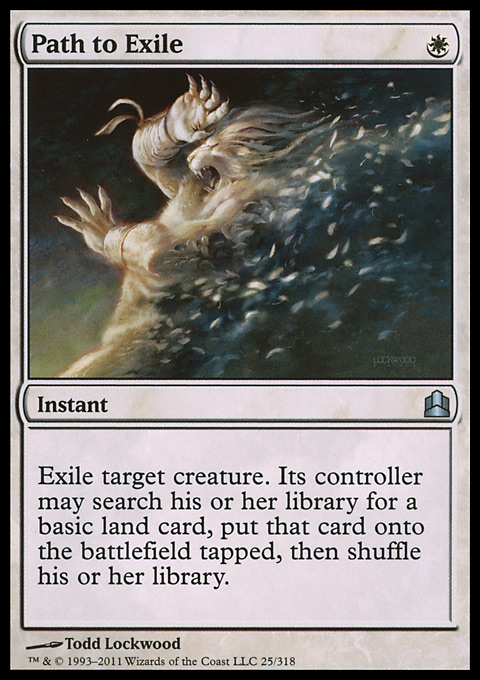 Path to Exile
LOCKWOOD
Instant
Exile target creature. Its controller
may search his or her library for a
basic land card, put that card onto
the battlefield tapped, then shuffle
his or her library.
Todd Lockwood
™ & © 1993–2011 Wizards of the Coast LLC 25/318